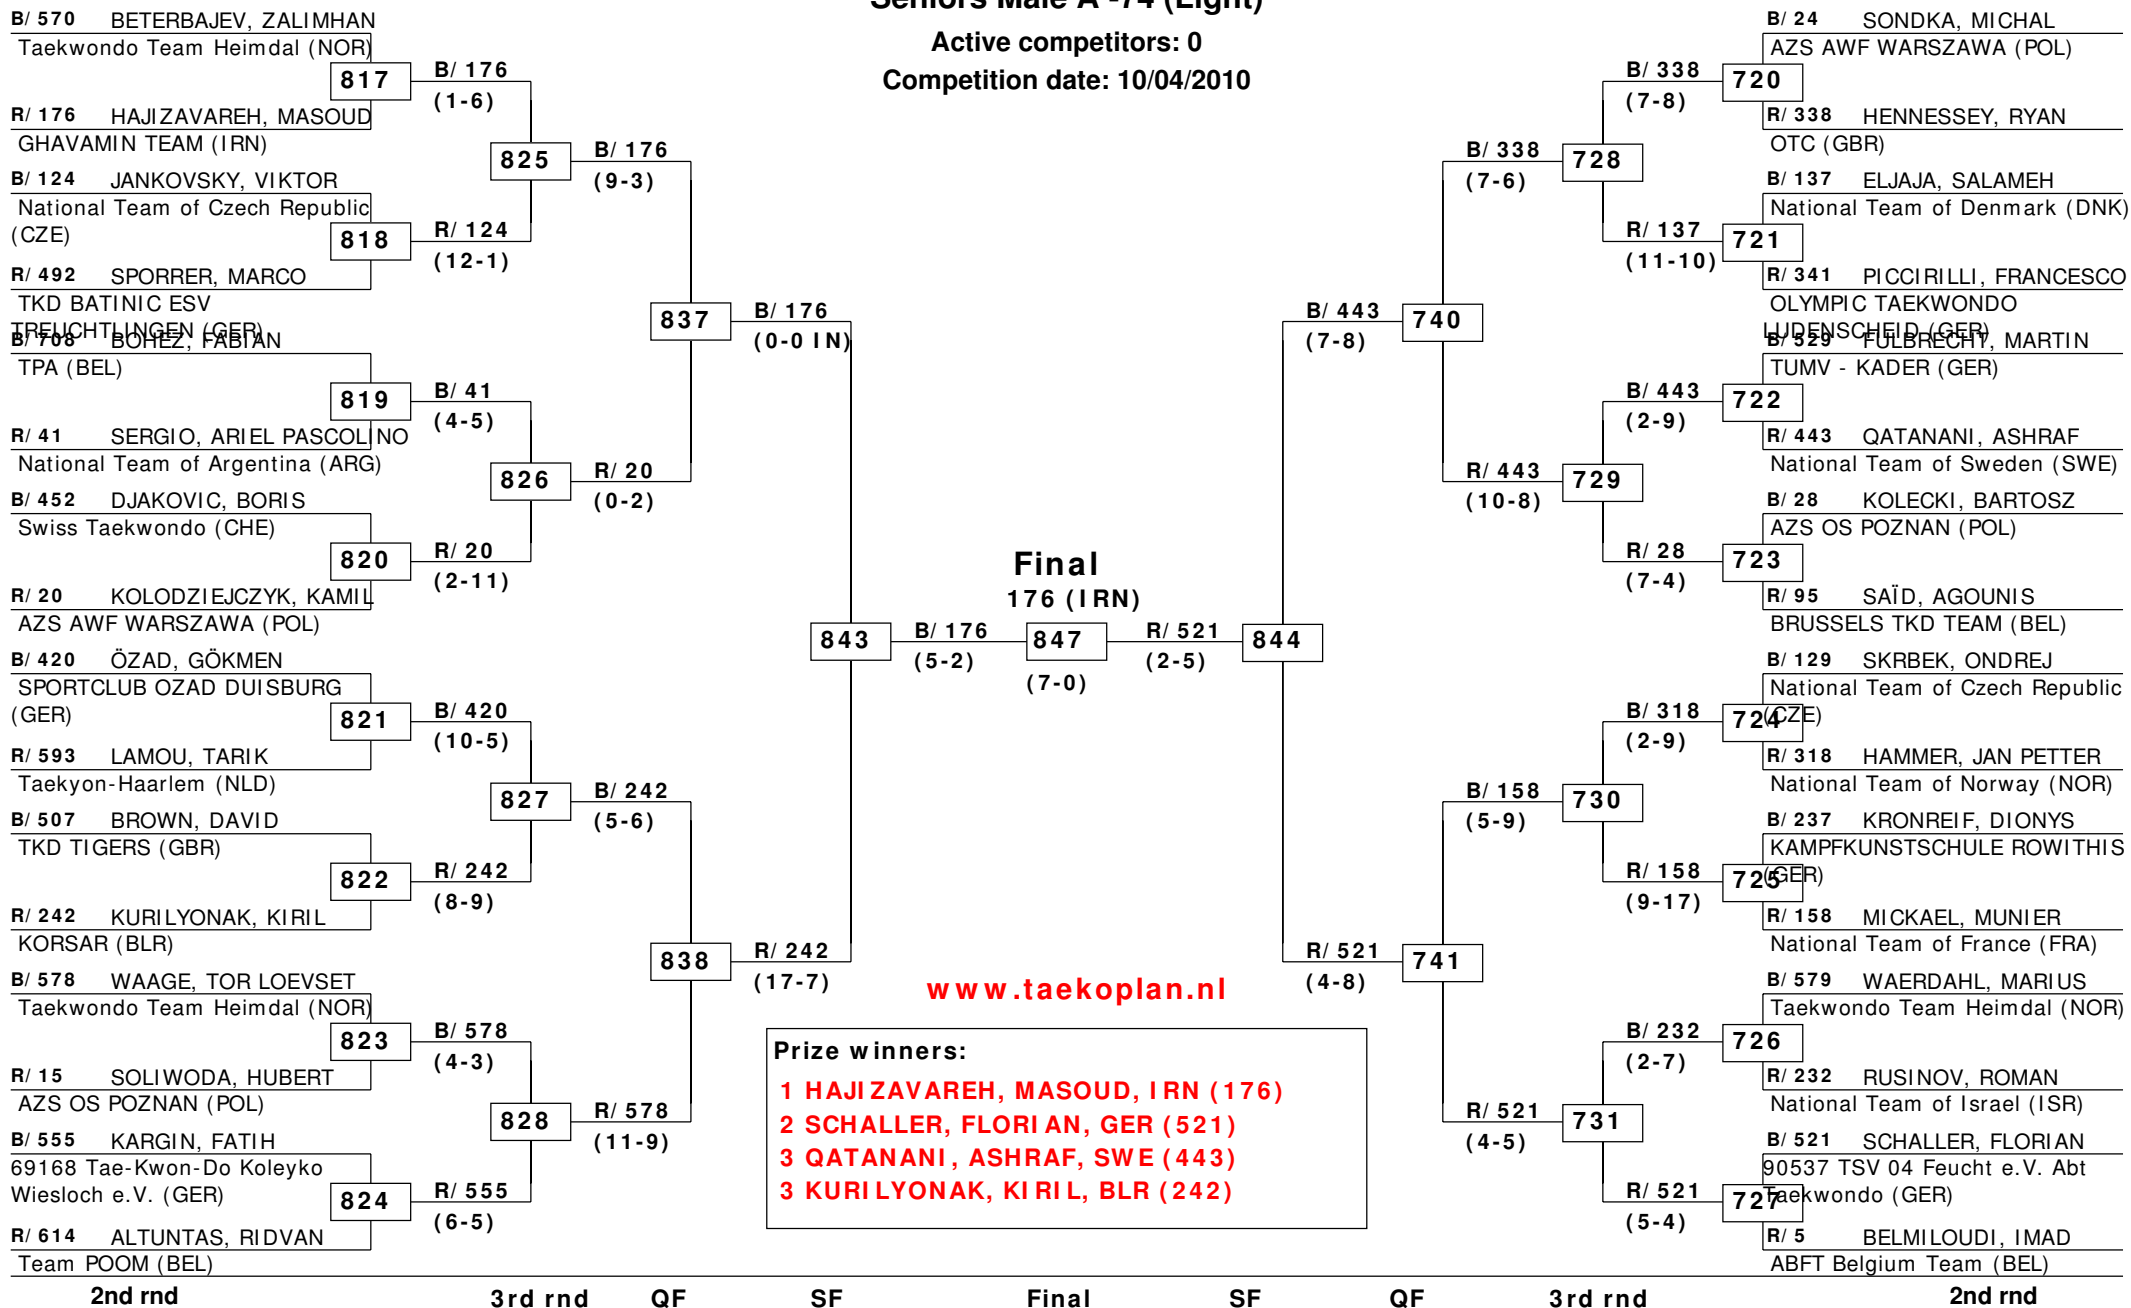 Seniors Male A -74 (Light)
Active competitors: 0
Competition date: 10/04/2010
B/ 570 BETERBAJEV, ZALIMHAN
Taekwondo Team Heimdal (NOR)
817
B/ 176
(1-6)
R/ 176 HAJIZAVAREH, MASOUD
GHAVAMIN TEAM (IRN)
825
B/ 176
(9-3)
B/ 124 JANKOVSKY, VIKTOR
National Team of Czech Republic
(CZE)
818
R/ 124
(12-1)
R/ 492 SPORRER, MARCO
TKD BATINIC ESV
TREUCHTLINGEN (GER)
837
B/ 176
(0-0 IN)
B/ 708 BOHEZ, FABIAN
TPA (BEL)
819
B/ 41
(4-5)
R/ 41 SERGIO, ARIEL PASCOLINO
National Team of Argentina (ARG)
826
R/ 20
(0-2)
B/ 452 DJAKOVIC, BORIS
Swiss Taekwondo (CHE)
820
R/ 20
(2-11)
R/ 20 KOLODZIEJCZYK, KAMIL
AZS AWF WARSZAWA (POL)
843
B/ 176
(5-2)
B/ 420 ÖZAD, GÖKMEN
SPORTCLUB OZAD DUISBURG
(GER)
821
B/ 420
(10-5)
R/ 593 LAMOU, TARIK
Taekyon-Haarlem (NLD)
827
B/ 242
(5-6)
B/ 507 BROWN, DAVID
TKD TIGERS (GBR)
822
R/ 242
(8-9)
R/ 242 KURILYONAK, KIRIL
KORSAR (BLR)
838
R/ 242
(17-7)
B/ 578 WAAGE, TOR LOEVSET
Taekwondo Team Heimdal (NOR)
823
B/ 578
(4-3)
R/ 15 SOLIWODA, HUBERT
AZS OS POZNAN (POL)
828
R/ 578
(11-9)
B/ 555 KARGIN, FATIH
69168 Tae-Kwon-Do Koleyko
Wiesloch e.V. (GER)
824
R/ 555
(6-5)
R/ 614 ALTUNTAS, RIDVAN
Team POOM (BEL)
Final
176 (IRN)
847
(7-0)
B/ 24 SONDKA, MICHAL
AZS AWF WARSZAWA (POL)
B/ 338
(7-8)
720
R/ 338 HENNESSEY, RYAN
OTC (GBR)
B/ 338
(7-6)
728
B/ 137 ELJAJA, SALAMEH
National Team of Denmark (DNK)
R/ 137
(11-10)
721
R/ 341 PICCIRILLI, FRANCESCO
OLYMPIC TAEKWONDO
LUDENSCHEID (GER)
B/ 443
(7-8)
740
B/ 529 FULBRECHT, MARTIN
TUMV - KADER (GER)
B/ 443
(2-9)
722
R/ 443 QATANANI, ASHRAF
National Team of Sweden (SWE)
R/ 443
(10-8)
729
B/ 28 KOLECKI, BARTOSZ
AZS OS POZNAN (POL)
R/ 28
(7-4)
723
R/ 95 SAÏD, AGOUNIS
BRUSSELS TKD TEAM (BEL)
R/ 521
(2-5)
844
B/ 129 SKRBEK, ONDREJ
National Team of Czech Republic
(CZE)
B/ 318
(2-9)
724
R/ 318 HAMMER, JAN PETTER
National Team of Norway (NOR)
B/ 158
(5-9)
730
B/ 237 KRONREIF, DIONYS
KAMPFKUNSTSCHULE ROWITHIS
(GER)
R/ 158
(9-17)
725
R/ 158 MICKAEL, MUNIER
National Team of France (FRA)
R/ 521
(4-8)
741
B/ 579 WAERDAHL, MARIUS
Taekwondo Team Heimdal (NOR)
B/ 232
(2-7)
726
R/ 232 RUSINOV, ROMAN
National Team of Israel (ISR)
R/ 521
(4-5)
731
B/ 521 SCHALLER, FLORIAN
90537 TSV 04 Feucht e.V. Abt
Taekwondo (GER)
R/ 521
(5-4)
727
R/ 5 BELMILOUDI, IMAD
ABFT Belgium Team (BEL)
www.taekoplan.nl
Prize winners:
1 HAJIZAVAREH, MASOUD, IRN (176)
2 SCHALLER, FLORIAN, GER (521)
3 QATANANI, ASHRAF, SWE (443)
3 KURILYONAK, KIRIL, BLR (242)
2nd rnd 3rd rnd QF SF Final SF QF 3rd rnd 2nd rnd